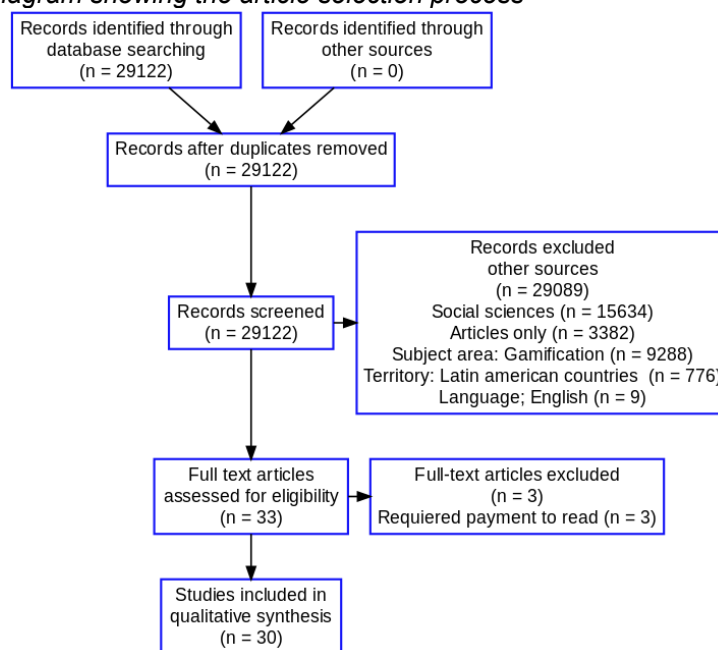 diagram showing the article selection process
Records identified through
database searching
(n = 29122)
Records identified through
other sources
(n = 0)
Records after duplicates removed
(n = 29122)
Records screened
(n = 29122)
Records excluded
other sources
(n = 29089)
Social sciences (n = 15634)
Articles only (n = 3382)
Subject area: Gamification (n = 9288)
Territory: Latin american countries (n = 776)
Language; English (n = 9)
Full text articles
assessed for eligibility
(n = 33)
Full-text articles excluded
(n = 3)
Requiered payment to read (n = 3)
Studies included in
qualitative synthesis
(n = 30)